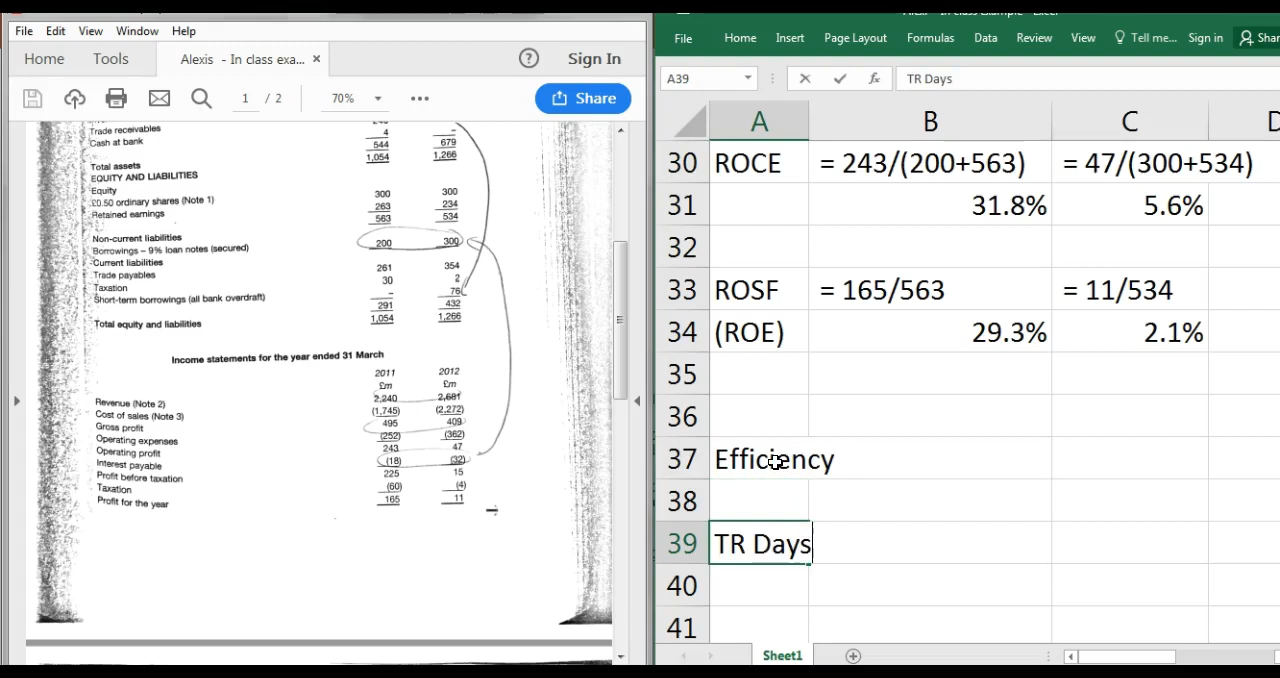 Alexis - In class Example - Excel
File Edit View Window Help
Home Tools Alexis - In class exa... × ? Sign In
1 / 2 70% Share
Trade receivables
Cash at bank 4 –
544 679
Total assets 1,054 1,266
EQUITY AND LIABILITIES
Equity
£0.50 ordinary shares (Note 1) 300 300
Retained earnings 263 234
563 534
Non-current liabilities
Borrowings – 9% loan notes (secured) 200 300
Current liabilities
Trade payables 261 354
Taxation 30 2
Short-term borrowings (all bank overdraft) – 76
291 432
Total equity and liabilities 1,054 1,266
Income statements for the year ended 31 March
2011 2012
£m £m
Revenue (Note 2) 2,240 2,681
Cost of sales (Note 3) (1,745) (2,272)
Gross profit 495 409
Operating expenses (252) (362)
Operating profit 243 47
Interest payable (18) (32)
Profit before taxation 225 15
Taxation (60) (4)
Profit for the year 165 11
File Home Insert Page Layout Formulas Data Review View Tell me... Sign in Shar
A39 fx TR Days
A B C D
30 ROCE = 243/(200+563) = 47/(300+534)
31 31.8% 5.6%
32
33 ROSF = 165/563 = 11/534
34 (ROE) 29.3% 2.1%
35
36
37 Efficiency
38
39 TR Days
40
41
Sheet1